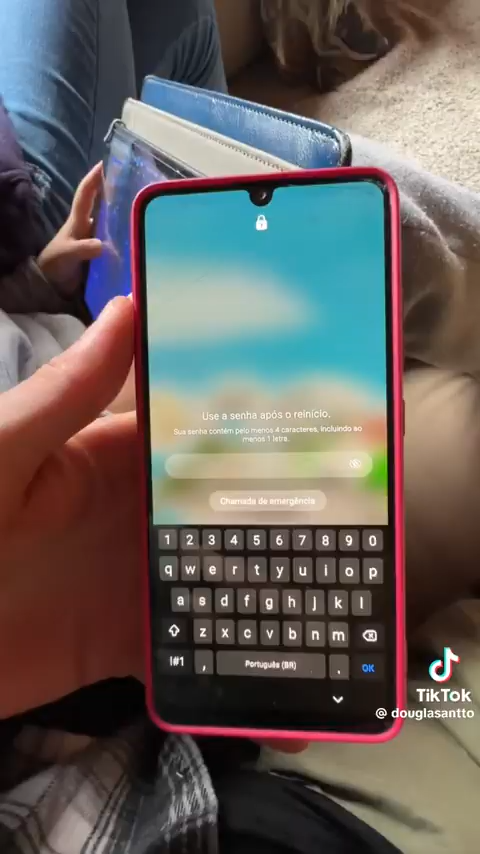 Use a senha após o reinício.
Sua senha contém pelo menos 4 caracteres, incluindo ao
menos 1 letra.
Chamada de emergência
1 2 3 4 5 6 7 8 9 0
q w e r t y u i o p
a s d f g h j k l
z x c v b n m
!#1 , Português (BR) . OK
TikTok
@ douglasantto